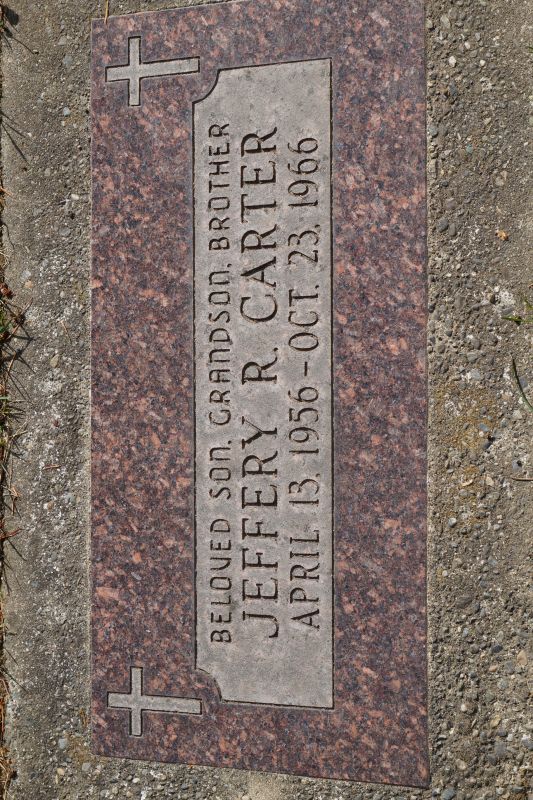 BELOVED SON, GRANDSON, BROTHER
JEFFERY R. CARTER
APRIL 13, 1956 - OCT. 23, 1966